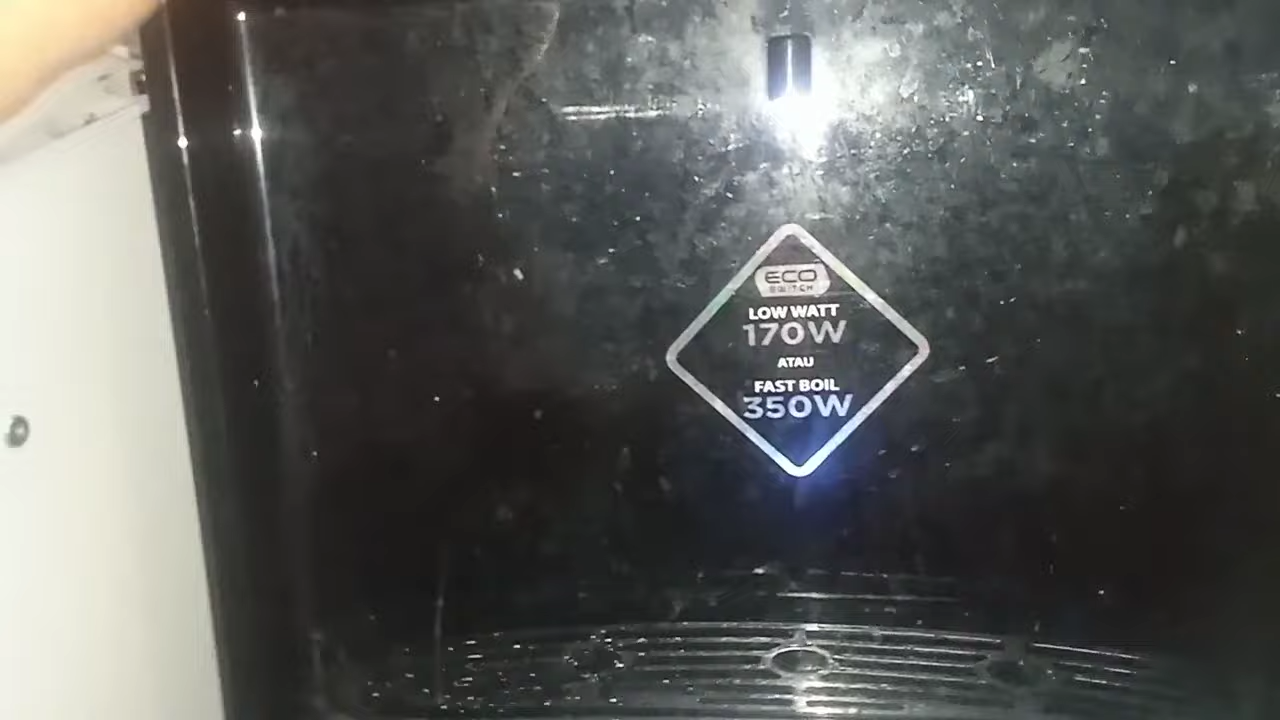 ECO
SWITCH
LOW WATT
170W
ATAU
FAST BOIL
350W